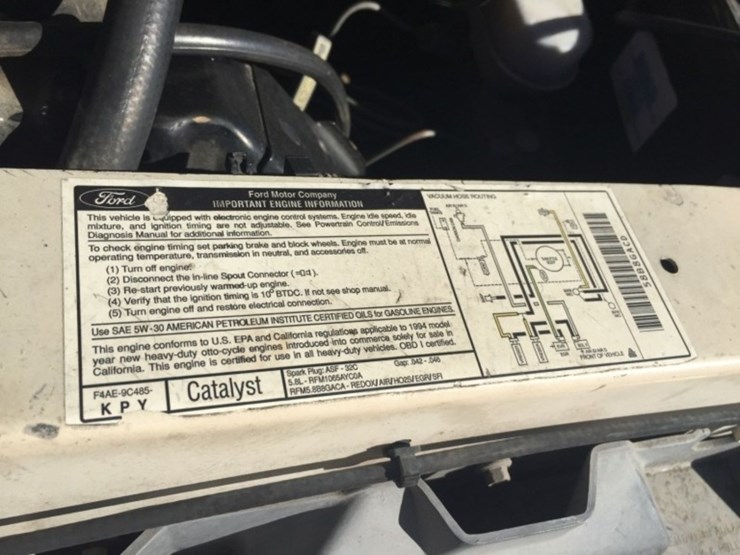 Ford
Ford Motor Company
IMPORTANT ENGINE INFORMATION
This vehicle is equipped with electronic engine control systems. Engine idle speed, idle
mixture, and ignition timing are not adjustable. See Powertrain Control/Emissions
Diagnosis Manual for additional information.
To check engine timing set parking brake and block wheels. Engine must be at normal
operating temperature, transmission in neutral, and accessories off.
(1) Turn off engine.
(2) Disconnect the in-line Spout Connector
(3) Re-start previously warmed-up engine.
(4) Verify that the ignition timing is 10° BTDC. If not see shop manual.
(5) Turn engine off and restore electrical connection.
Use SAE 5W-30 AMERICAN PETROLEUM INSTITUTE CERTIFIED OILS for GASOLINE ENGINES.
This engine conforms to U.S. EPA and California regulations applicable to 1994 model
year new heavy-duty otto-cycle engines introduced into commerce solely for sale in
California. This engine is certified for use in all heavy-duty vehicles. OBD I certified.
F4AE-9C485-
KPY
Catalyst
Spark Plug: ASF - 32C Gap: .042 - .046
5.8L - RFM1065AYCDA
RFM5.8B8GACA - REDOX/AIR/HO2S/EGR/SFI
VACUUM HOSE ROUTING
FRONT OF VEHICLE
58B8GACD